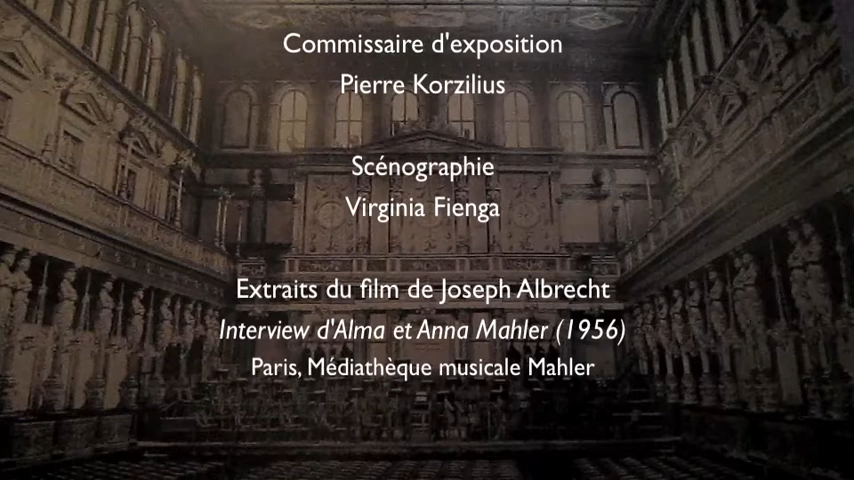 Commissaire d'exposition
Pierre Korzilius
Scénographie
Virginia Fienga
Extraits du film de Joseph Albrecht
Interview d'Alma et Anna Mahler (1956)
Paris, Médiathèque musicale Mahler